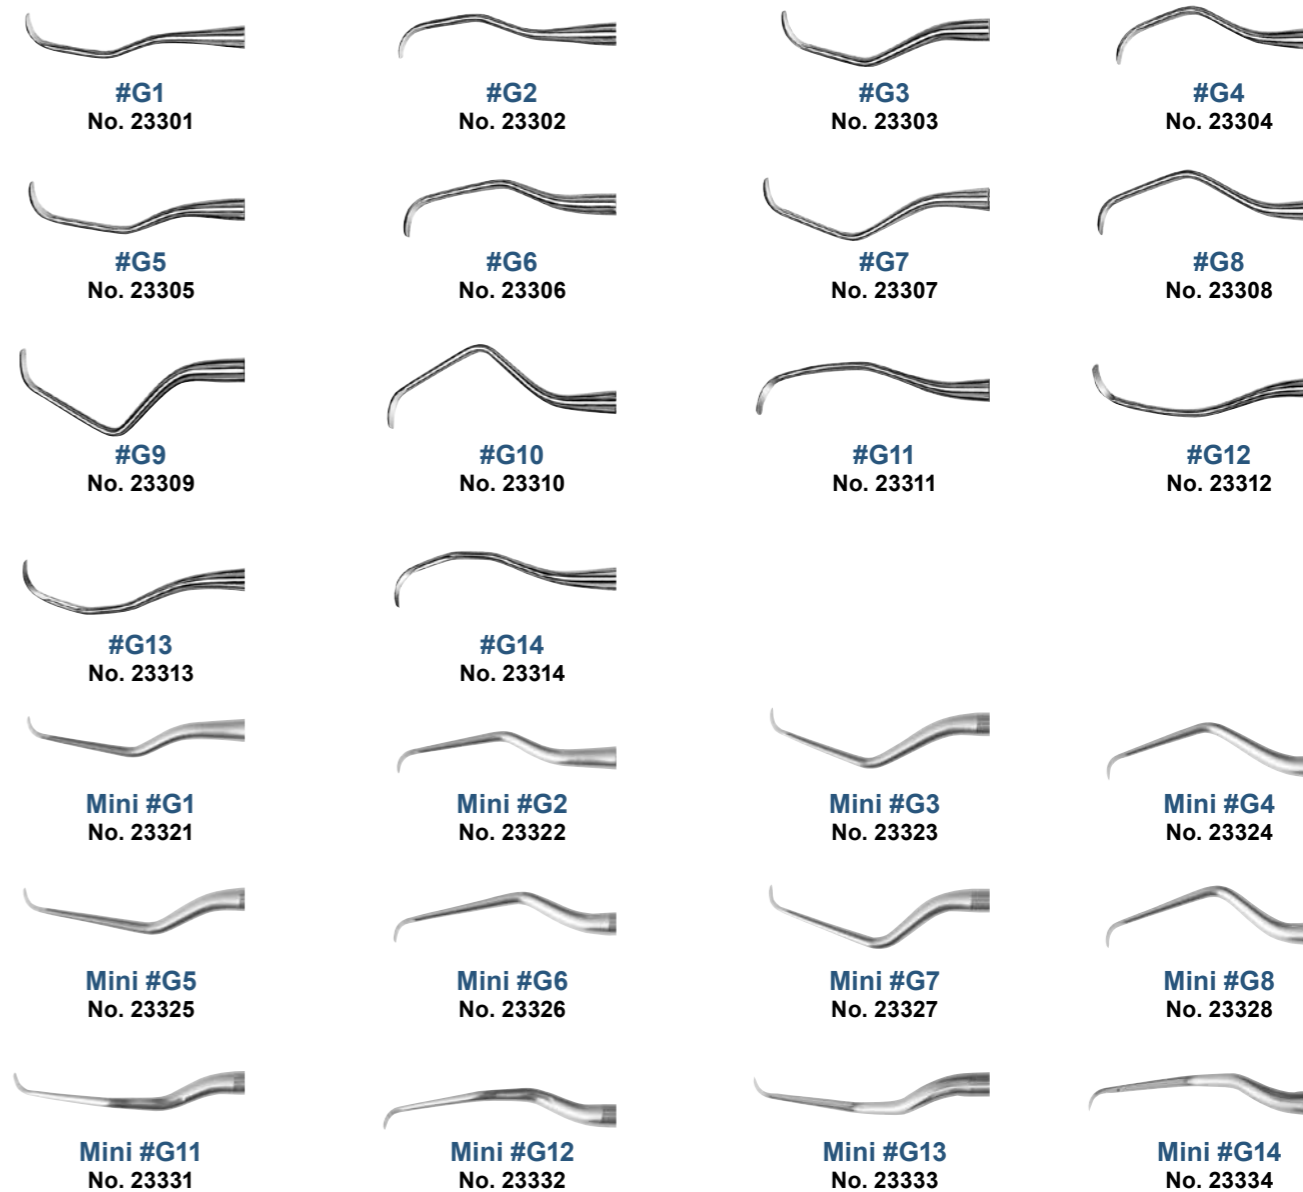 #G1
No. 23301
#G2
No. 23302
#G3
No. 23303
#G4
No. 23304
#G5
No. 23305
#G6
No. 23306
#G7
No. 23307
#G8
No. 23308
#G9
No. 23309
#G10
No. 23310
#G11
No. 23311
#G12
No. 23312
#G13
No. 23313
#G14
No. 23314
Mini #G1
No. 23321
Mini #G2
No. 23322
Mini #G3
No. 23323
Mini #G4
No. 23324
Mini #G5
No. 23325
Mini #G6
No. 23326
Mini #G7
No. 23327
Mini #G8
No. 23328
Mini #G11
No. 23331
Mini #G12
No. 23332
Mini #G13
No. 23333
Mini #G14
No. 23334